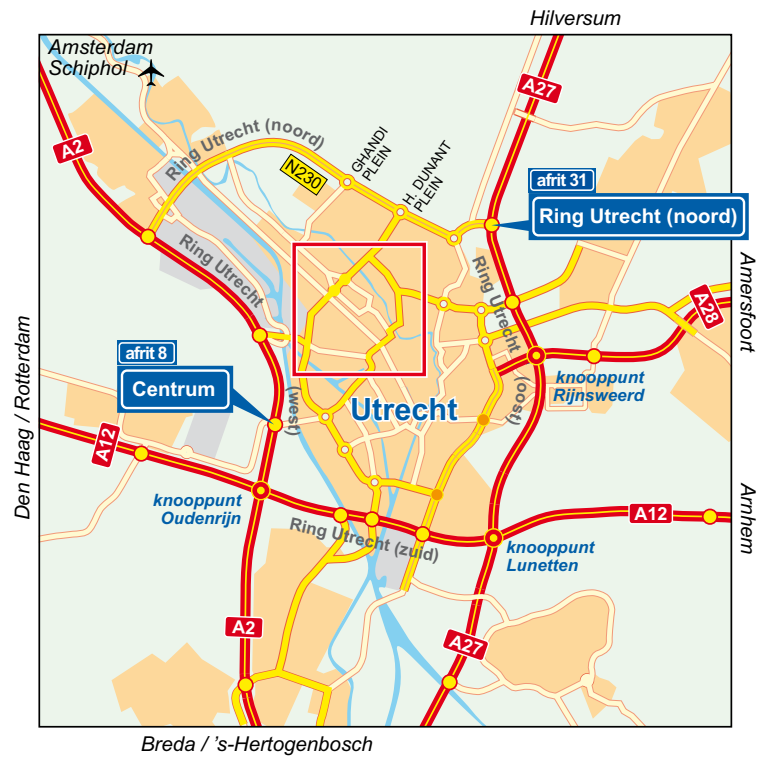 Hilversum
Amsterdam
Schiphol
A27
A2
Ring Utrecht (noord)
N230
GHANDI
PLEIN
H. DUNANT
PLEIN
afrit 31
Ring Utrecht (noord)
Ring Utrecht
Ring Utrecht
Amersfoort
A28
afrit 8
Centrum
(west)
Utrecht
(oost)
knooppunt
Rijnsweerd
Den Haag / Rotterdam
A12
knooppunt
Oudenrijn
Ring Utrecht (zuid)
A12
Arnhem
knooppunt
Lunetten
A2
A27
Breda / 's-Hertogenbosch